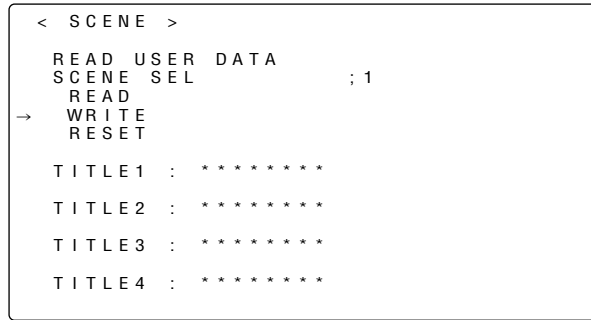 < SCENE >
READ USER DATA
SCENE SEL ;1
READ
→ WRITE
RESET
TITLE1 : ********
TITLE2 : ********
TITLE3 : ********
TITLE4 : ********